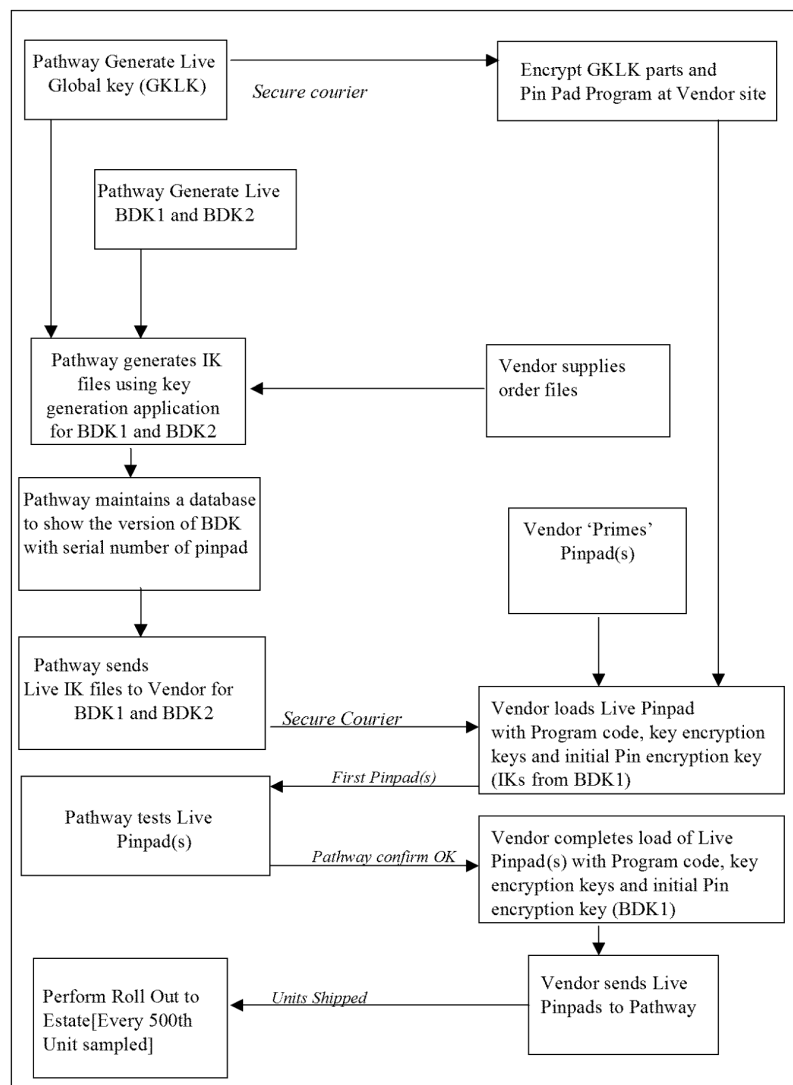 Pathway Generate Live
Global key (GKLK)
Secure courier
Encrypt GKLK parts and
Pin Pad Program at Vendor site
Pathway Generate Live
BDK1 and BDK2
Pathway generates IK
files using key
generation application
for BDK1 and BDK2
Vendor supplies
order files
Pathway maintains a database
to show the version of BDK
with serial number of pinpad
Vendor ‘Primes’
Pinpad(s)
Pathway sends
Live IK files to Vendor for
BDK1 and BDK2
Secure Courier
Vendor loads Live Pinpad
with Program code, key encryption
keys and initial Pin encryption key
(IKs from BDK1)
First Pinpad(s)
Pathway tests Live
Pinpad(s)
Pathway confirm OK
Vendor completes load of Live
Pinpad(s) with Program code, key
encryption keys and initial Pin
encryption key (BDK1)
Vendor sends Live
Pinpads to Pathway
Units Shipped
Perform Roll Out to
Estate[Every 500th
Unit sampled]